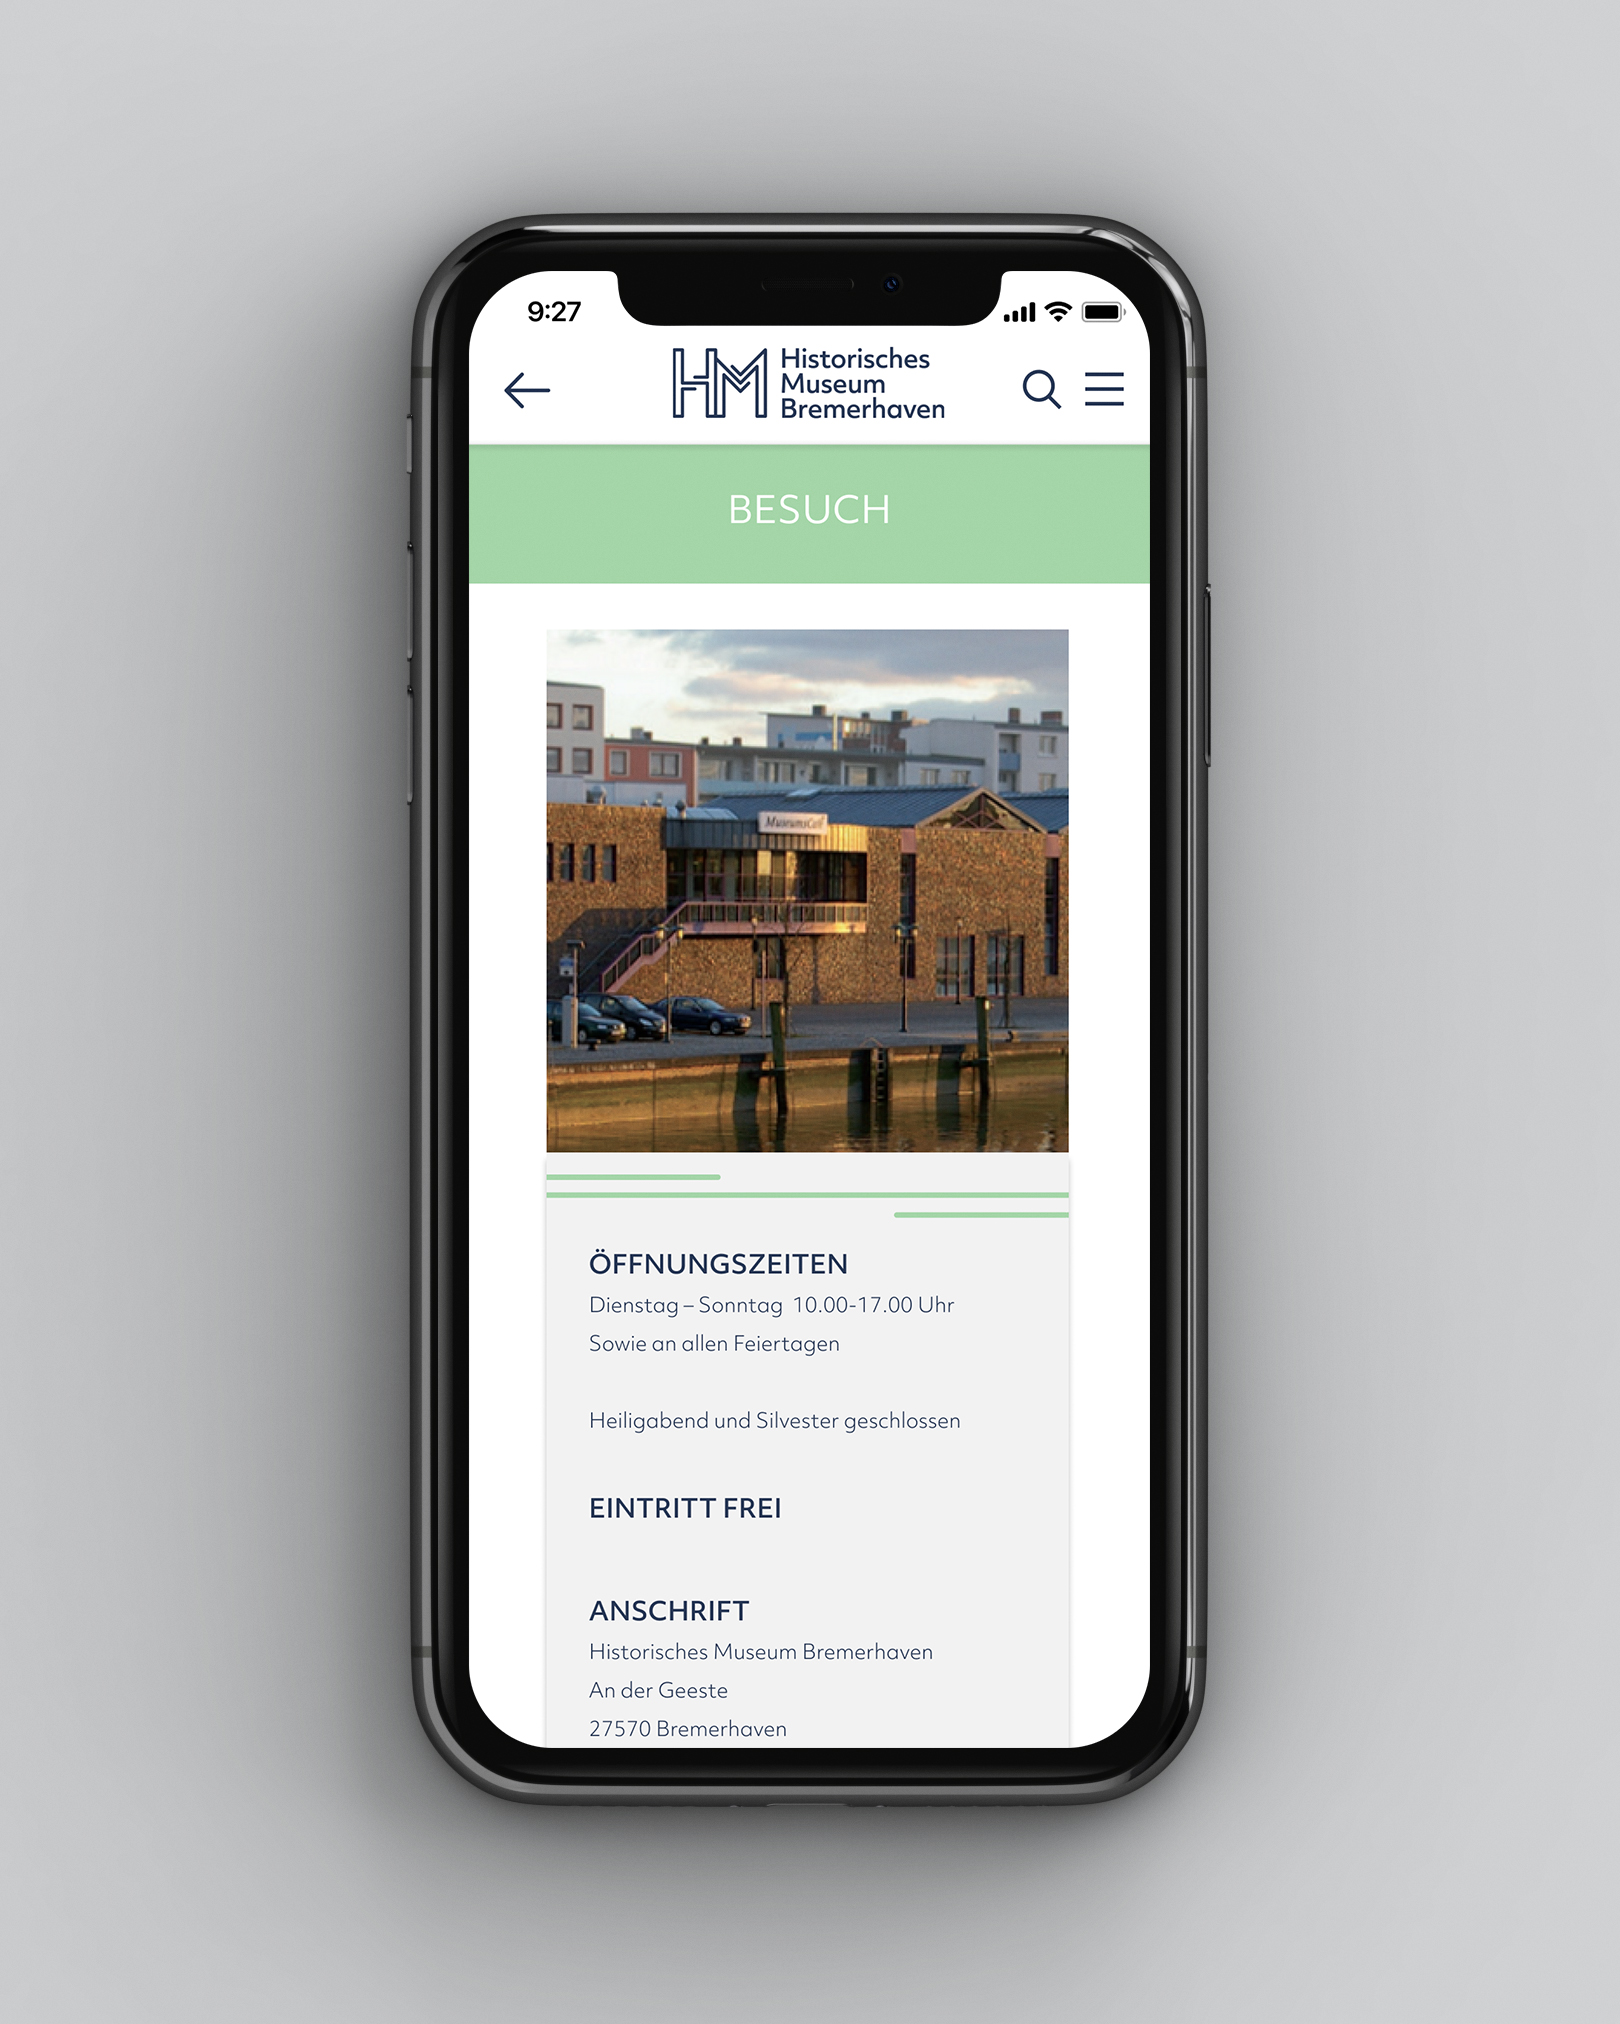 9:27
HM
Historisches
Museum
Bremerhaven
BESUCH
MuseumsCafé
ÖFFNUNGSZEITEN
Dienstag – Sonntag 10.00-17.00 Uhr
Sowie an allen Feiertagen
Heiligabend und Silvester geschlossen
EINTRITT FREI
ANSCHRIFT
Historisches Museum Bremerhaven
An der Geeste
27570 Bremerhaven